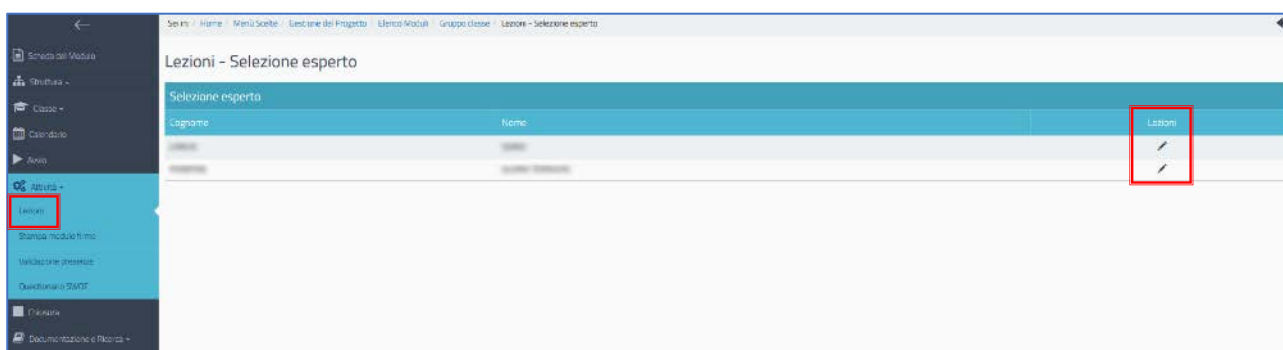 Sei in: / Home / Menù Scelte / Gestione del Progetto / Elenco Moduli / Gruppo classe / Lezioni - Selezione esperto
Scheda del Modulo
Struttura
Classe
Calendario
Avvio
Attività
Lezioni
Stampa modulo firme
Validazione presenze
Questionario SWOT
Chiusura
Documentazione e Ricerca
Lezioni - Selezione esperto
Selezione esperto
Cognome Nome Lezioni